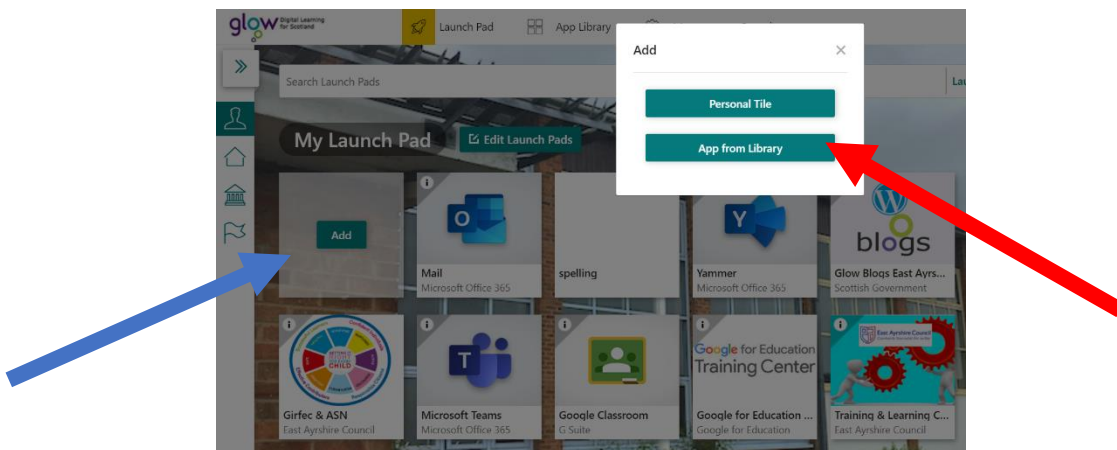 glow Digital Learning
for Scotland
Launch Pad
App Library
Add
Search Launch Pads
Personal Tile
My Launch Pad
Edit Launch Pads
App from Library
Add
Mail
Microsoft Office 365
spelling
Yammer
Microsoft Office 365
blogs
Glow Blogs East Ayrs...
Scottish Government
Girfec & ASN
East Ayrshire Council
Microsoft Teams
Microsoft Office 365
Google Classroom
G Suite
Google for Education
Training Center
Google for Education ...
Google for Education
East Ayrshire Council
Training & Learning C...
East Ayrshire Council